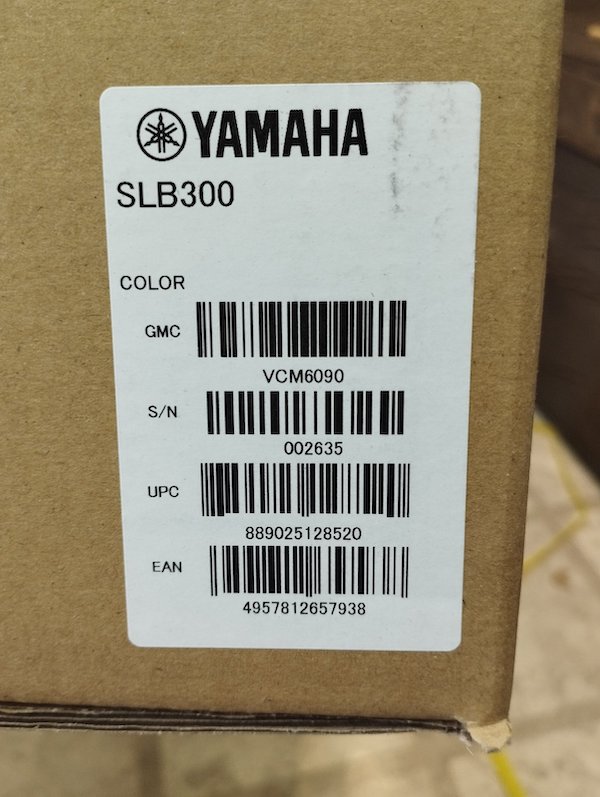 YAMAHA
SLB300
COLOR
GMC
VCM6090
S/N
002635
UPC
889025128520
EAN
4957812657938